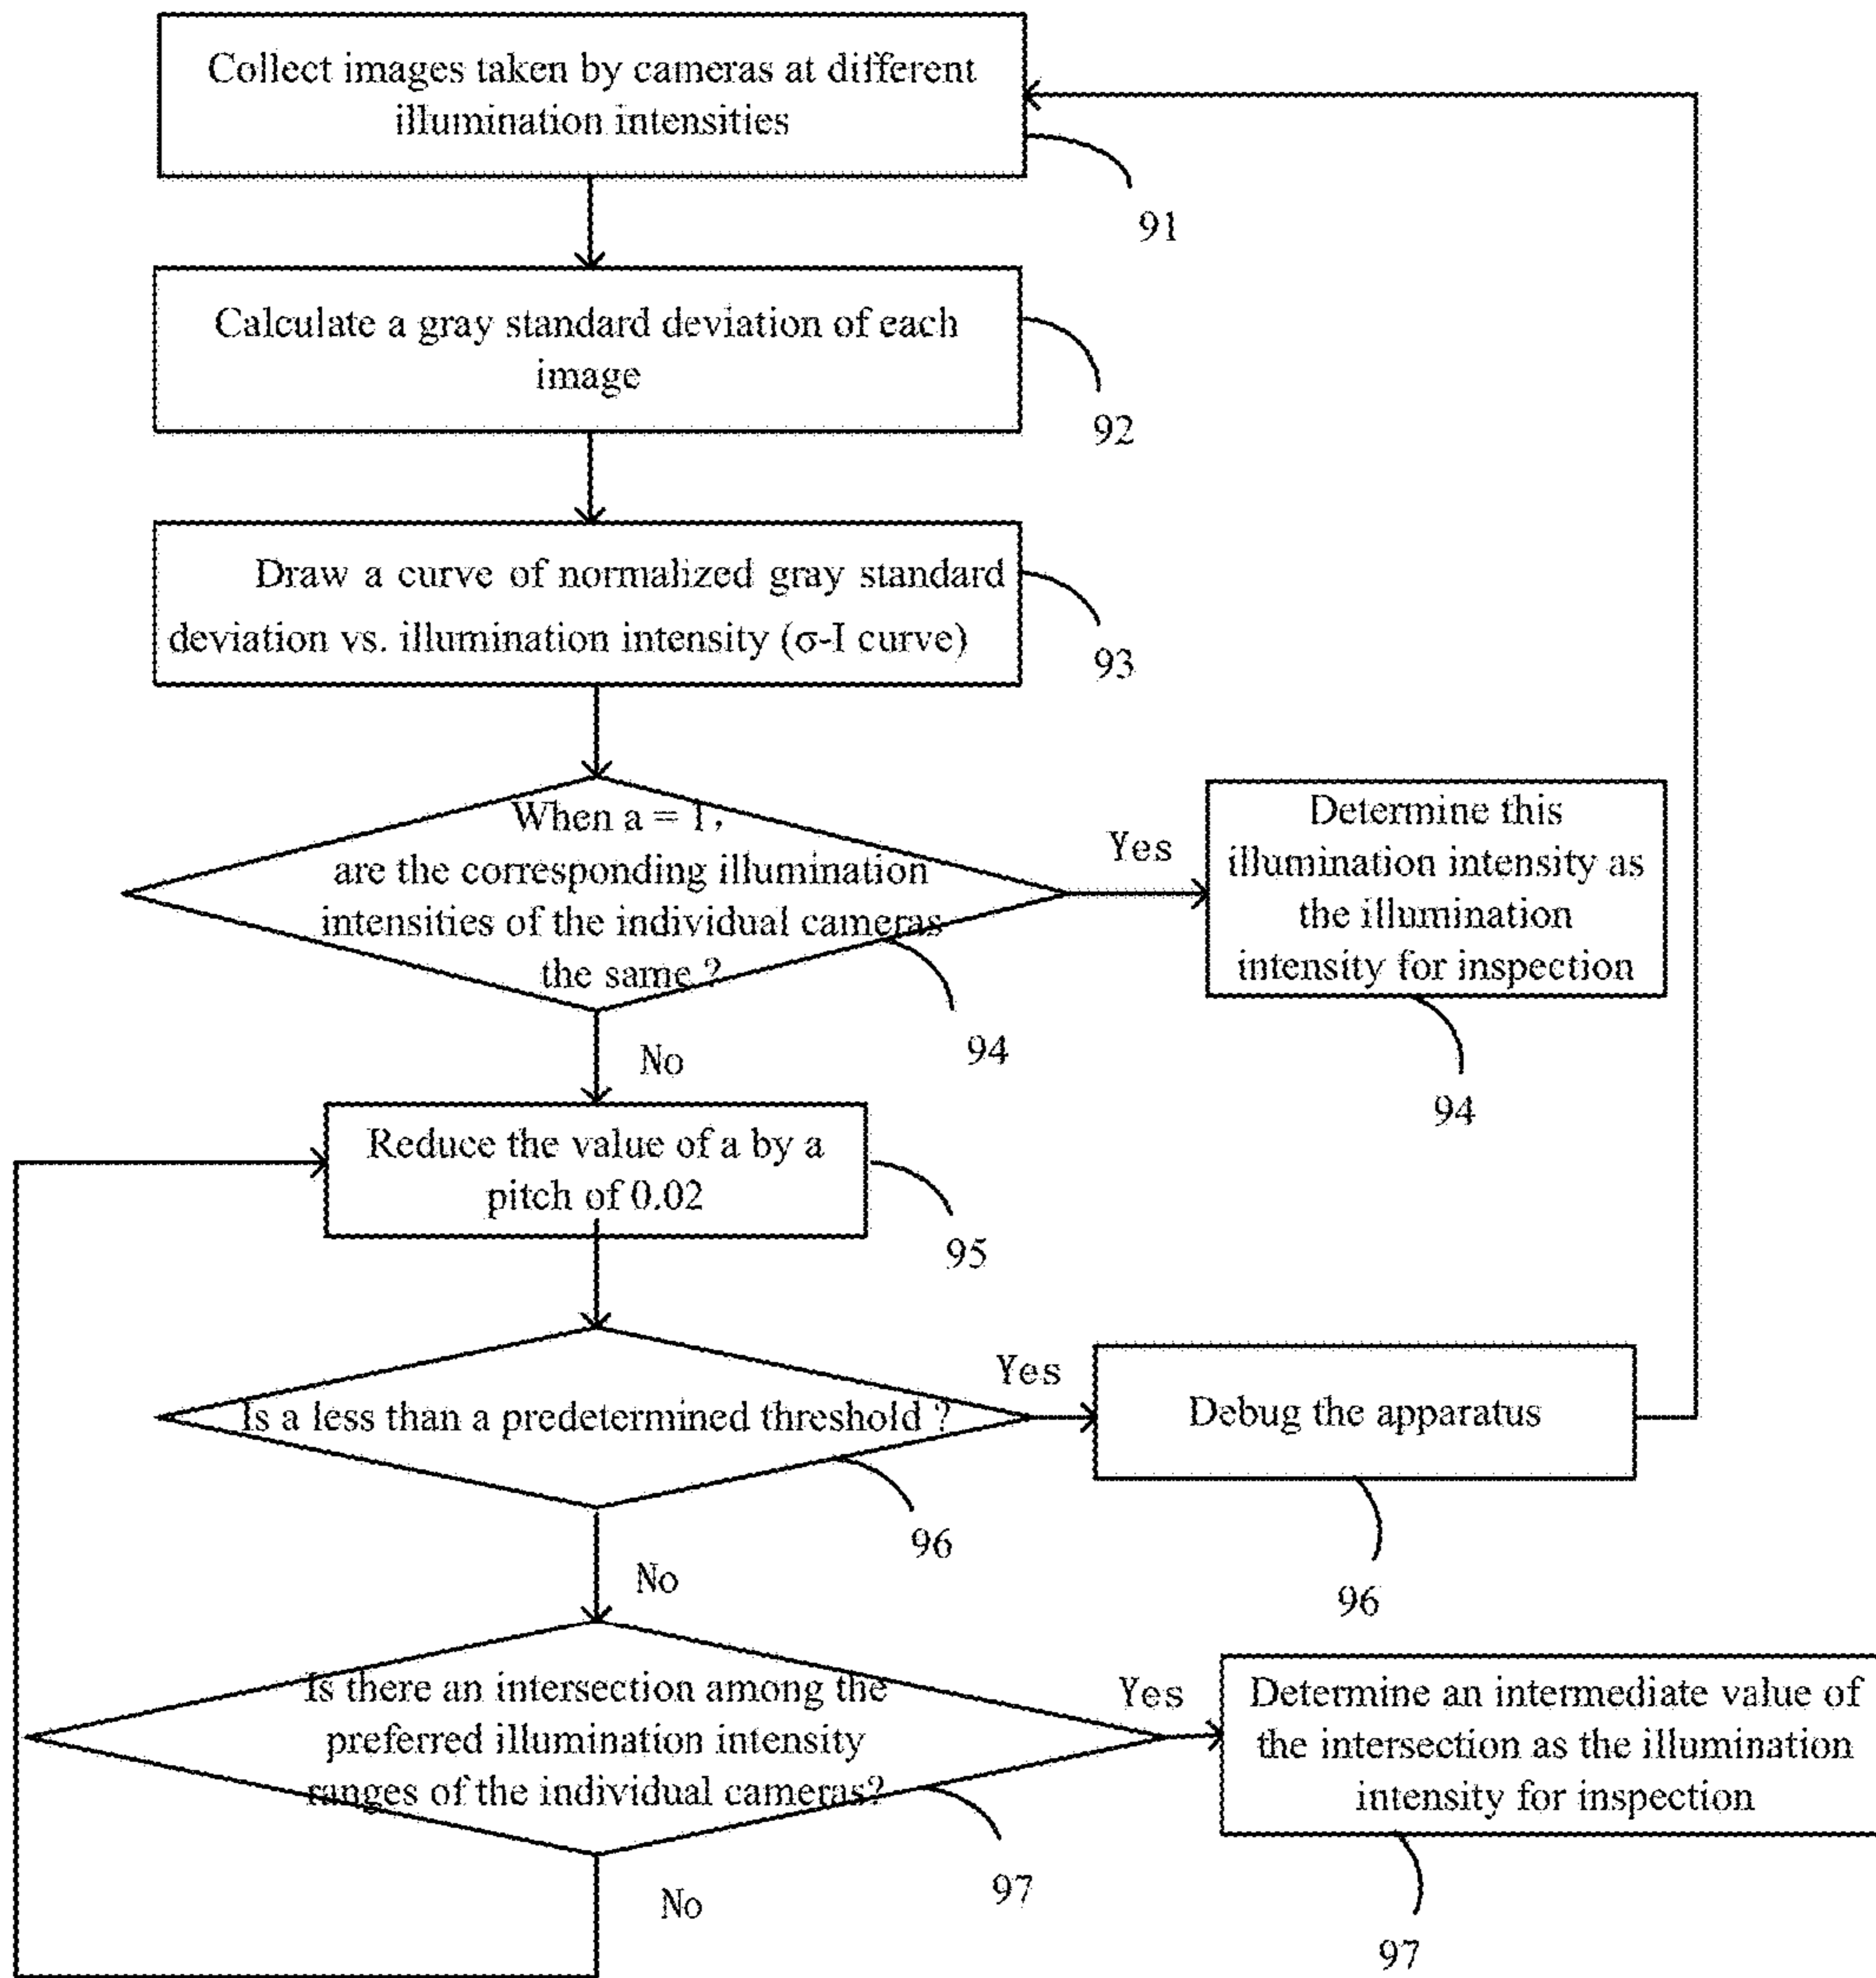 Collect images taken by cameras at different
illumination intensities
91
Calculate a gray standard deviation of each
image
92
Draw a curve of normalized gray standard
deviation vs. illumination intensity (σ-I curve)
93
When a = 1,
are the corresponding illumination
intensities of the individual cameras
the same ?
94
Yes
Determine this
illumination intensity as
the illumination
intensity for inspection
94
No
Reduce the value of a by a
pitch of 0.02
95
Is a less than a predetermined threshold ?
96
Yes
Debug the apparatus
96
No
Is there an intersection among the
preferred illumination intensity
ranges of the individual cameras?
97
Yes
Determine an intermediate value of
the intersection as the illumination
intensity for inspection
97
No